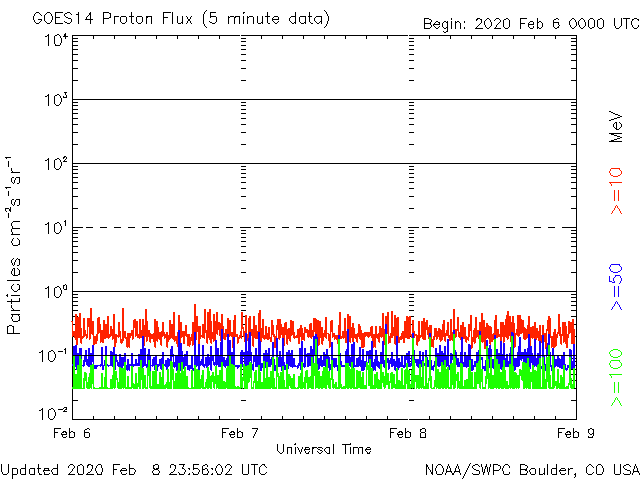 GOES14 Proton Flux (5 minute data)
Begin: 2020 Feb 6 0000 UTC
Particles cm⁻²s⁻¹sr⁻¹
10⁴
10³
10²
10¹
10⁰
10⁻¹
10⁻²
Feb 6 Feb 7 Feb 8 Feb 9
Universal Time
MeV
>=10
>=50
>=100
Updated 2020 Feb 8 23:56:02 UTC
NOAA/SWPC Boulder, CO USA